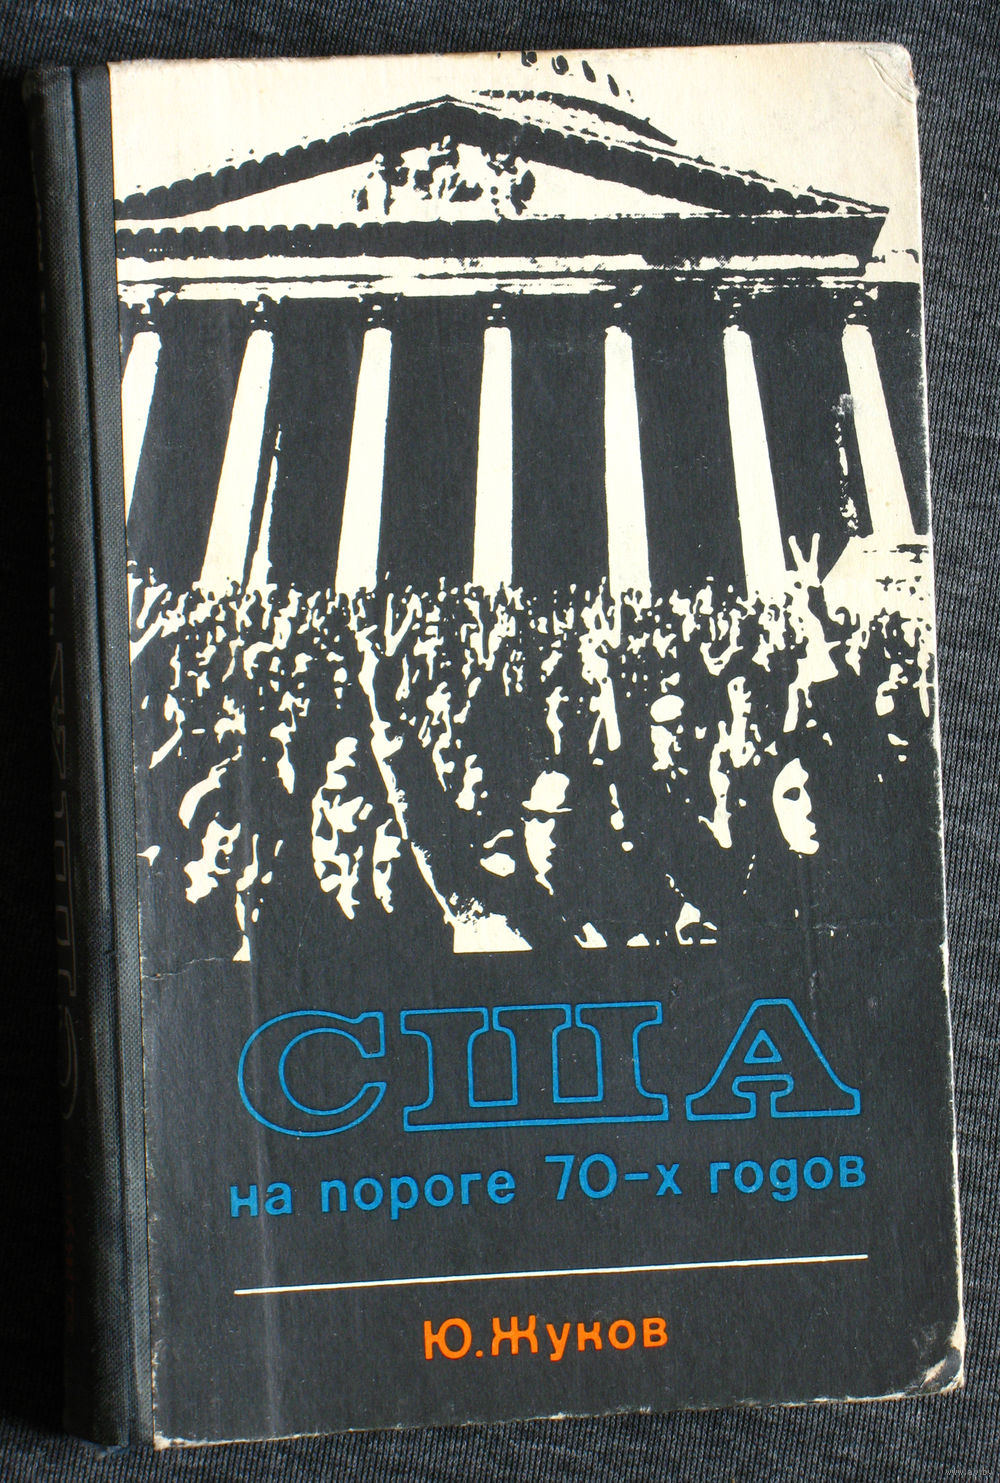 США
на пороге 70-х годов
Ю.Жуков